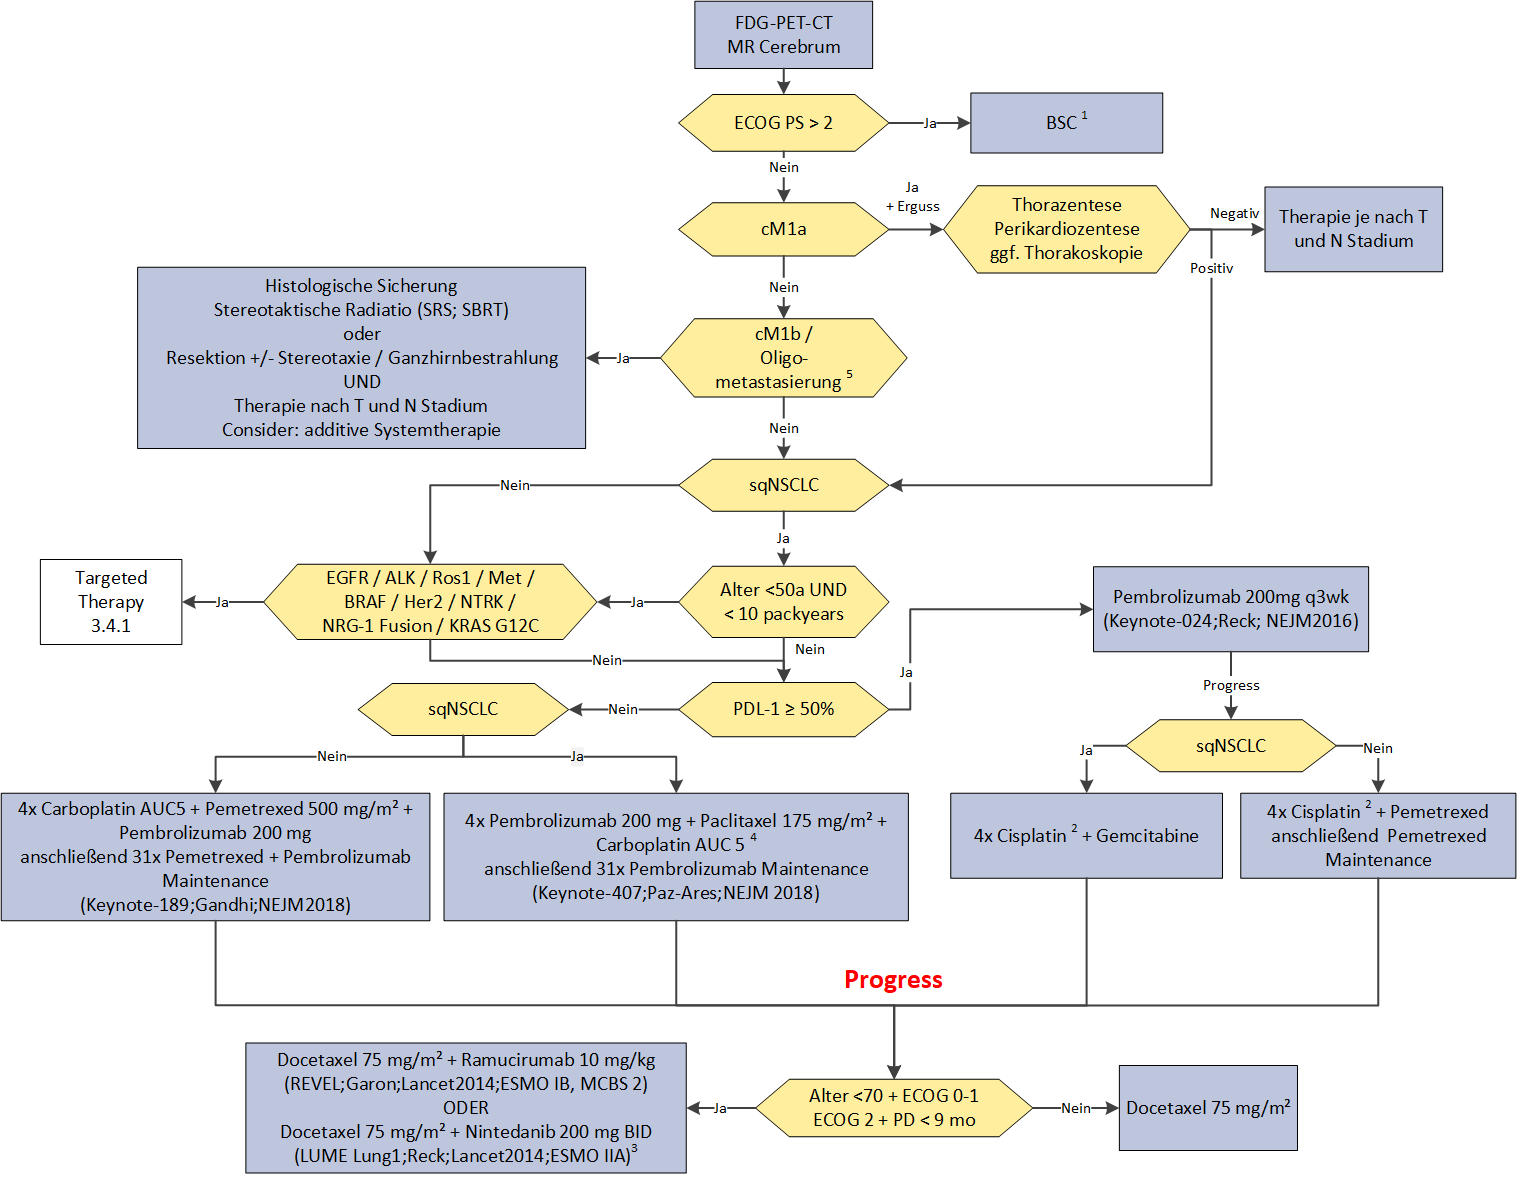 FDG-PET-CT
MR Cerebrum
ECOG PS > 2
Ja
BSC 1
Nein
cM1a
Ja
+ Erguss
Thorazentese
Perikardiozentese
ggf. Thorakoskopie
Negativ
Therapie je nach T
und N Stadium
Positiv
Nein
Histologische Sicherung
Stereotaktische Radiatio (SRS; SBRT)
oder
Resektion +/- Stereotaxie / Ganzhirnbestrahlung
UND
Therapie nach T und N Stadium
Consider: additive Systemtherapie
Ja
cM1b /
Oligo-
metastasierung 5
Nein
sqNSCLC
Nein
Ja
Targeted
Therapy
3.4.1
Ja
EGFR / ALK / Ros1 / Met /
BRAF / Her2 / NTRK /
NRG-1 Fusion / KRAS G12C
Ja
Alter <50a UND
< 10 packyears
Nein
Nein
Pembrolizumab 200mg q3wk
(Keynote-024;Reck; NEJM2016)
Ja
Progress
sqNSCLC
Nein
PDL-1 ≥ 50%
sqNSCLC
Nein
Ja
Ja
Nein
4x Carboplatin AUC5 + Pemetrexed 500 mg/m² +
Pembrolizumab 200 mg
anschließend 31x Pemetrexed + Pembrolizumab
Maintenance
(Keynote-189;Gandhi;NEJM2018)
4x Pembrolizumab 200 mg + Paclitaxel 175 mg/m² +
Carboplatin AUC 5 4
anschließend 31x Pembrolizumab Maintenance
(Keynote-407;Paz-Ares;NEJM 2018)
4x Cisplatin 2 + Gemcitabine
4x Cisplatin 2 + Pemetrexed
anschließend Pemetrexed
Maintenance
Progress
Docetaxel 75 mg/m² + Ramucirumab 10 mg/kg
(REVEL;Garon;Lancet2014;ESMO IB, MCBS 2)
ODER
Docetaxel 75 mg/m² + Nintedanib 200 mg BID
(LUME Lung1;Reck;Lancet2014;ESMO IIA)3
Ja
Alter <70 + ECOG 0-1
ECOG 2 + PD < 9 mo
Nein
Docetaxel 75 mg/m²